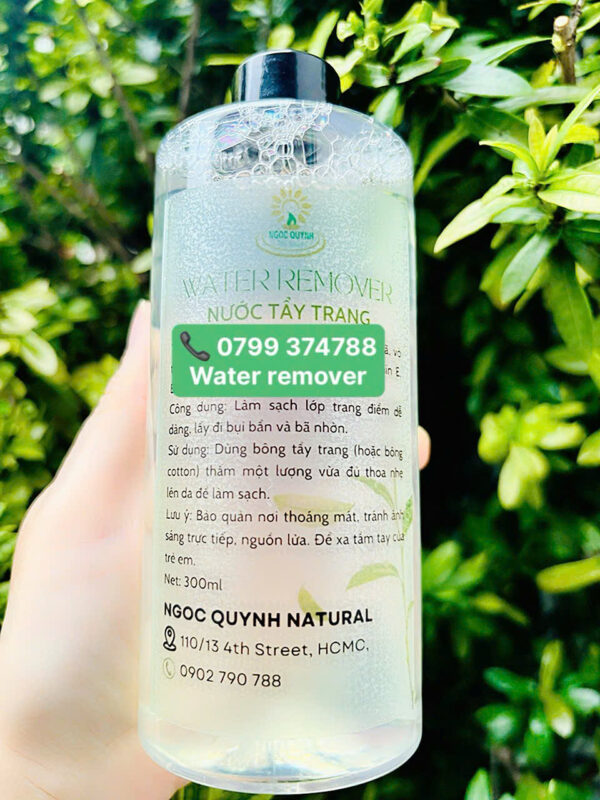 NGOC QUYNH
WATER REMOVER
NƯỚC TẨY TRANG
📞 0799 374788
Water remover
Công dụng: Làm sạch lớp trang điểm dễ
dàng, lấy đi bụi bẩn và bã nhờn.
Sử dụng: Dùng bông tẩy trang (hoặc bông
cotton) thấm một lượng vừa đủ thoa nhẹ
lên da để làm sạch.
Lưu ý: Bảo quản nơi thoáng mát, tránh ánh
sáng trực tiếp, nguồn lửa. Để xa tầm tay của
trẻ em.
Net: 300ml
NGOC QUYNH NATURAL
110/13 4th Street, HCMC,
0902 790 788